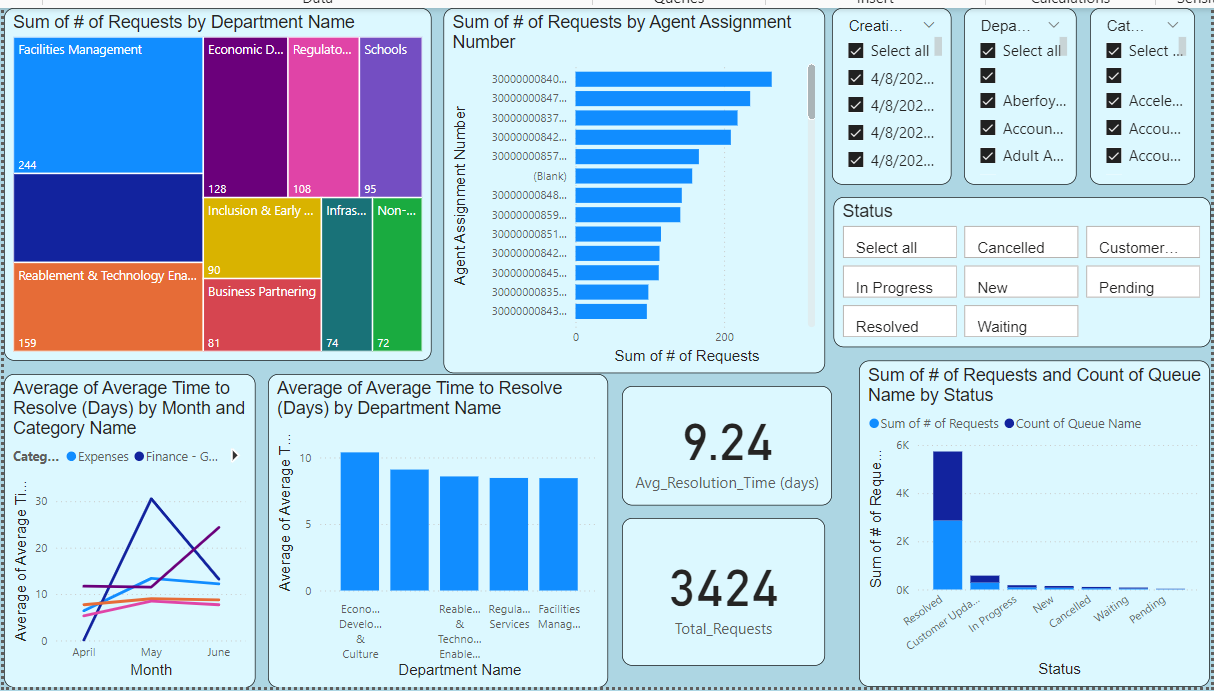 Data
Queries
Insert
Calculations
Sum of # of Requests by Department Name
Facilities Management
244
Reablement & Technology Ena...
159
Economic D...
128
Regulato...
108
Schools
95
Inclusion & Early ...
90
Business Partnering
81
Infras...
74
Non-...
72
Sum of # of Requests by Agent Assignment
Number
Agent Assignment Number
30000000840...
30000000847...
30000000837...
30000000842...
30000000857...
(Blank)
30000000848...
30000000859...
30000000851...
30000000842...
30000000845...
30000000835...
30000000843...
0
200
Sum of # of Requests
Creati...
Select all
4/8/202...
4/8/202...
4/8/202...
4/8/202...
Depa...
Select all
Aberfoy...
Accoun...
Adult A...
Cat...
Select ...
Accele...
Accou...
Accou...
Status
Select all
Cancelled
Customer...
In Progress
New
Pending
Resolved
Waiting
Average of Average Time to
Resolve (Days) by Month and
Category Name
Categ...
Expenses
Finance - G...
Average of Average Ti...
30
20
10
0
April
May
June
Month
Average of Average Time to Resolve
(Days) by Department Name
Average of Average T...
10
5
0
Econo...
Develo...
&
Culture
Reable...
&
Techno...
Enable...
Regula...
Services
Facilities
Manag...
Department Name
9.24
Avg_Resolution_Time (days)
3424
Total_Requests
Sum of # of Requests and Count of Queue
Name by Status
Sum of # of Requests
Count of Queue Name
Sum of # of Reque...
6K
4K
2K
0K
Resolved
Customer Upda...
In Progress
New
Cancelled
Waiting
Pending
Status